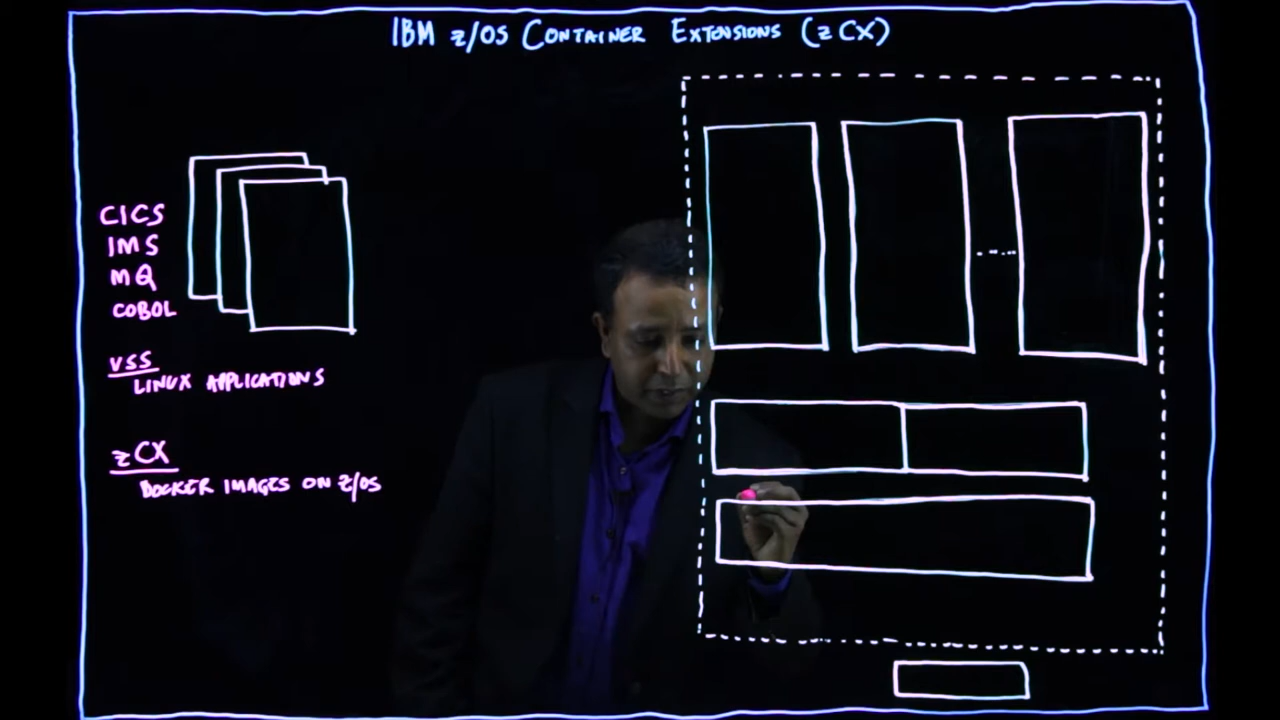 IBM z/OS CONTAINER EXTENSIONS (zCX)
CICS
IMS
MQ
COBOL
VSS
LINUX APPLICATIONS
zCX
DOCKER IMAGES ON z/OS